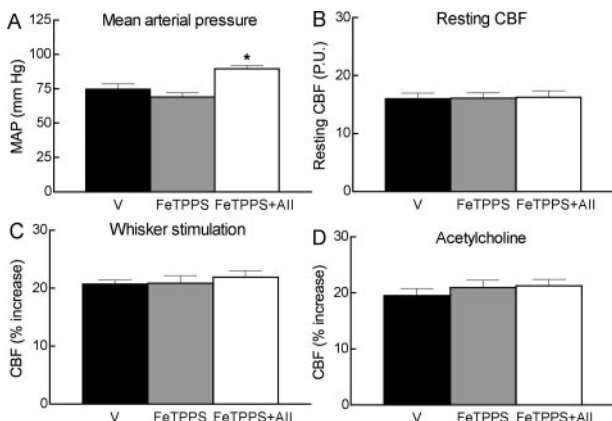 A Mean arterial pressure
MAP (mm Hg)
125
100
75
50
25
0
*
V FeTPPS FeTPPS+AII
B Resting CBF
Resting CBF (P.U.)
30
20
10
0
V FeTPPS FeTPPS+AII
C Whisker stimulation
CBF (% increase)
30
20
10
0
V FeTPPS FeTPPS+AII
D Acetylcholine
CBF (% increase)
30
20
10
0
V FeTPPS FeTPPS+AII